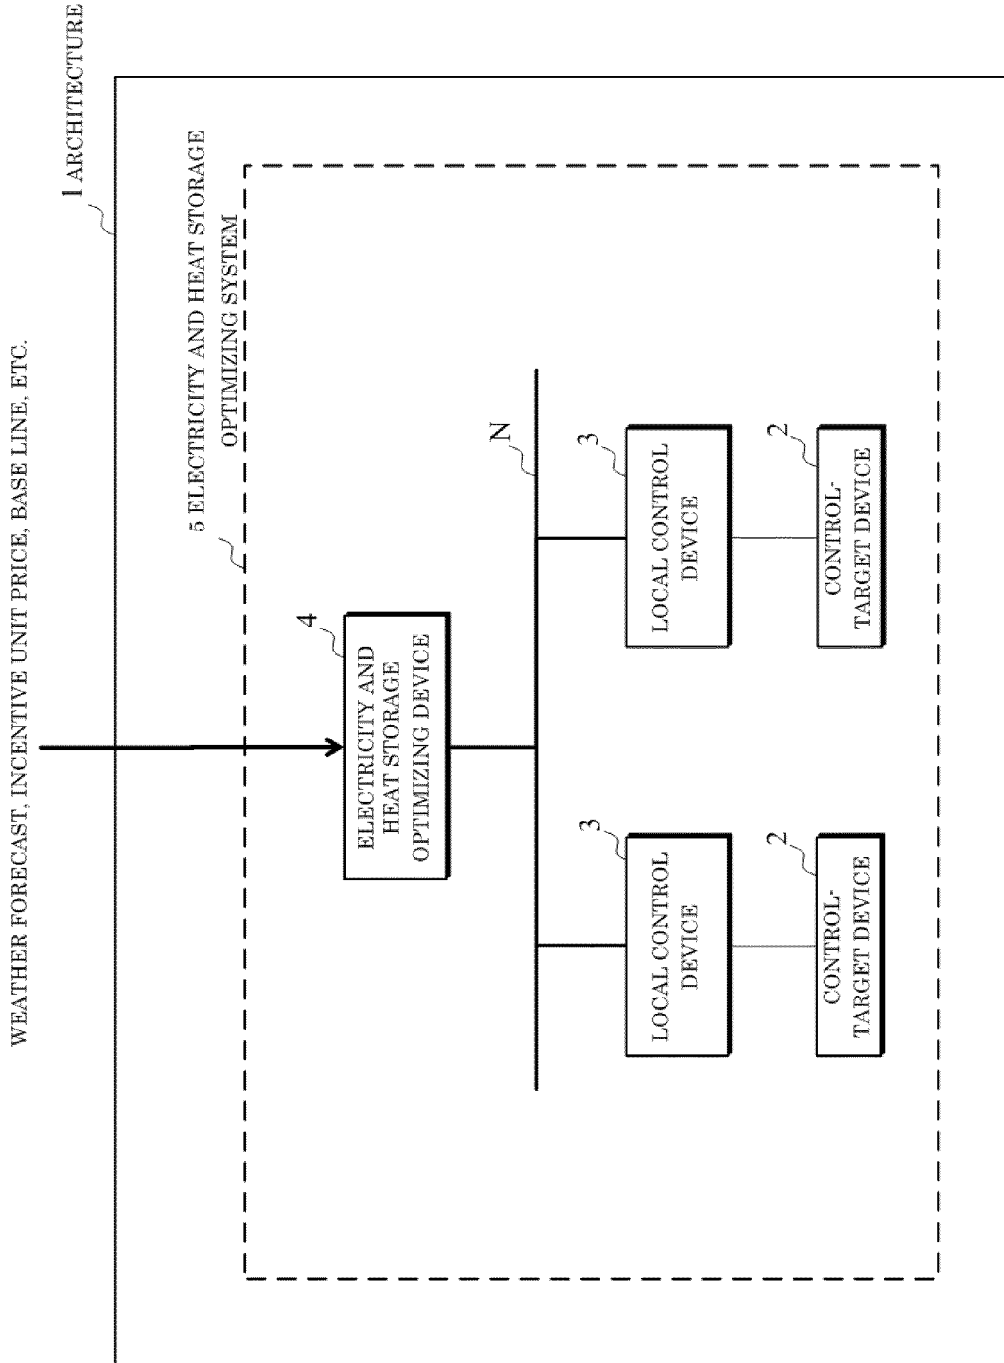 WEATHER FORECAST, INCENTIVE UNIT PRICE, BASE LINE, ETC.
1 ARCHITECTURE
5 ELECTRICITY AND HEAT STORAGE
OPTIMIZING SYSTEM
4
ELECTRICITY AND
HEAT STORAGE
OPTIMIZING DEVICE
N
3
LOCAL CONTROL
DEVICE
3
LOCAL CONTROL
DEVICE
2
CONTROL-
TARGET DEVICE
2
CONTROL-
TARGET DEVICE